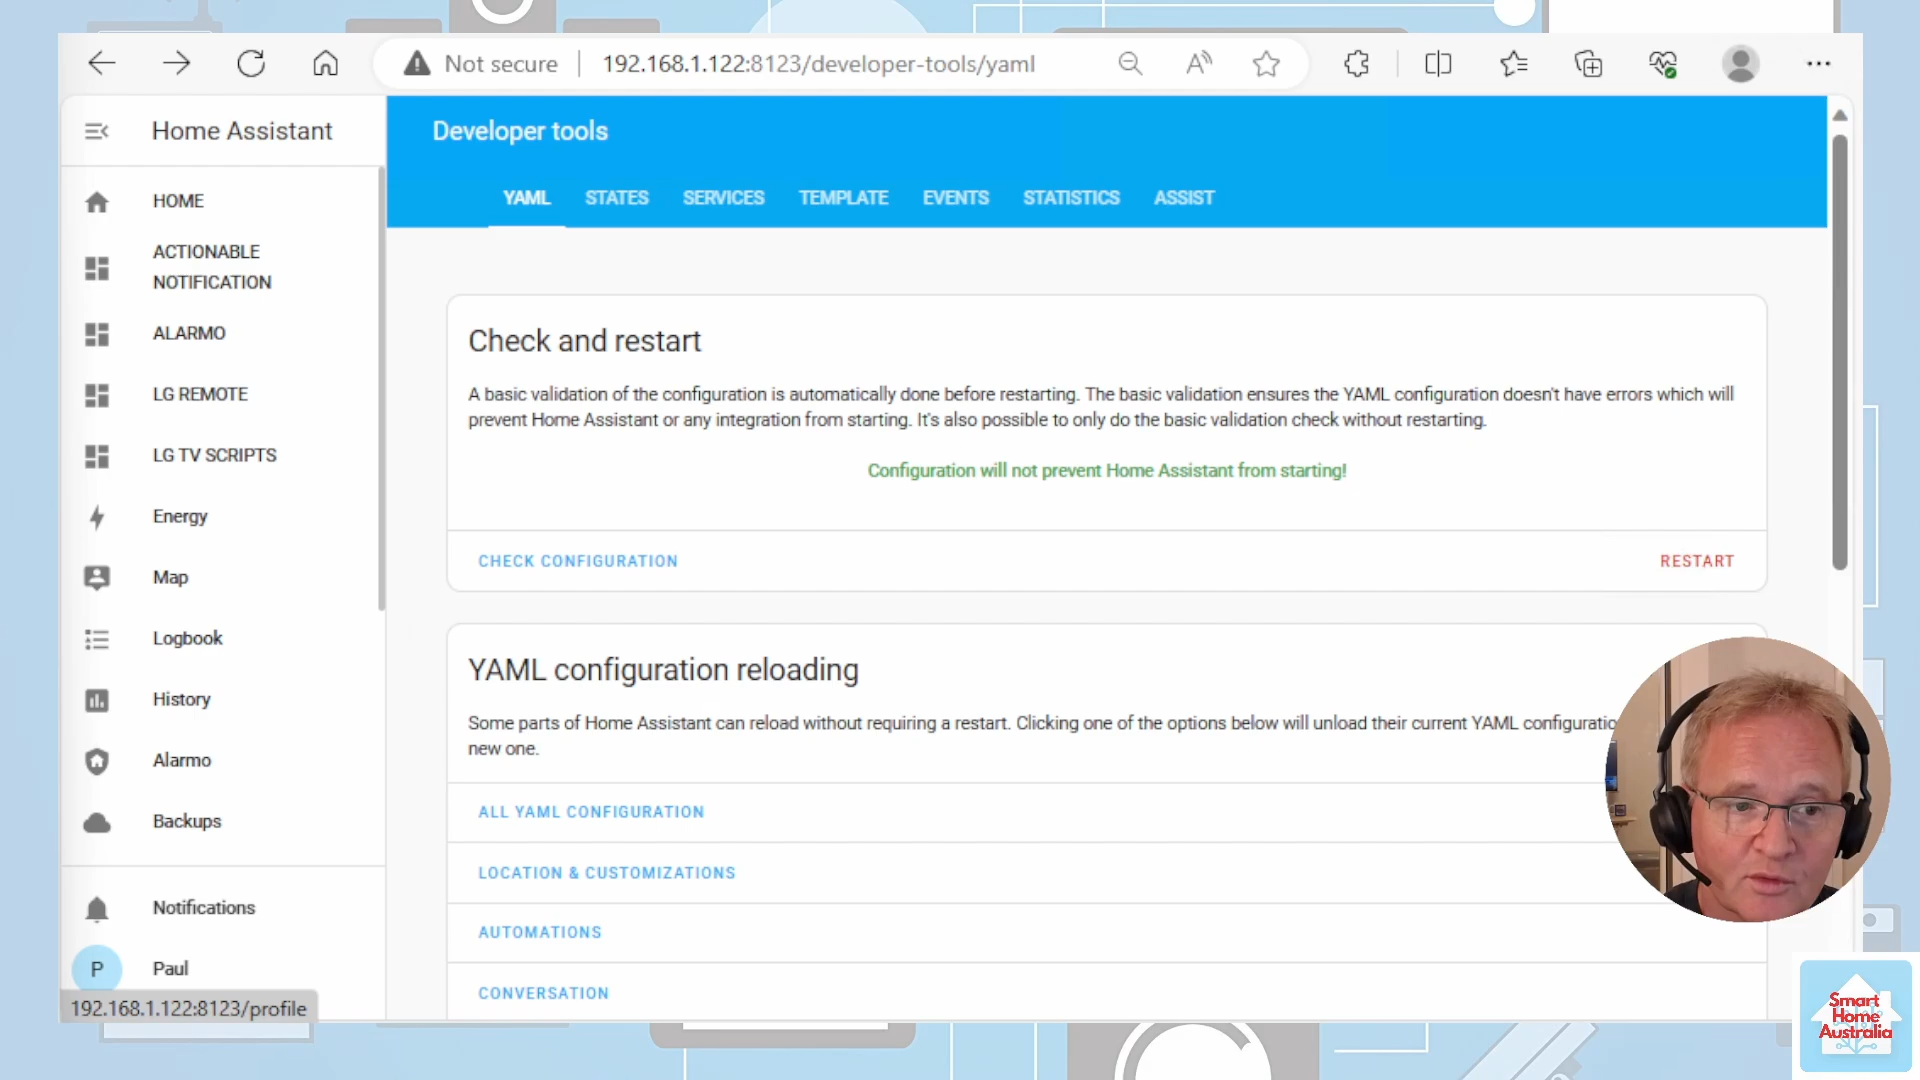 Not secure
192.168.1.122:8123/developer-tools/yaml
Home Assistant
Developer tools
YAML
STATES
SERVICES
TEMPLATE
EVENTS
STATISTICS
ASSIST
HOME
ACTIONABLE
NOTIFICATION
ALARMO
LG REMOTE
LG TV SCRIPTS
Energy
Map
Logbook
History
Alarmo
Backups
Notifications
P
Paul
192.168.1.122:8123/profile
Check and restart
A basic validation of the configuration is automatically done before restarting. The basic validation ensures the YAML configuration doesn't have errors which will
prevent Home Assistant or any integration from starting. It's also possible to only do the basic validation check without restarting.
Configuration will not prevent Home Assistant from starting!
CHECK CONFIGURATION
RESTART
YAML configuration reloading
Some parts of Home Assistant can reload without requiring a restart. Clicking one of the options below will unload their current YAML configuratio
new one.
ALL YAML CONFIGURATION
LOCATION & CUSTOMIZATIONS
AUTOMATIONS
CONVERSATION
Smart
Home
Australia